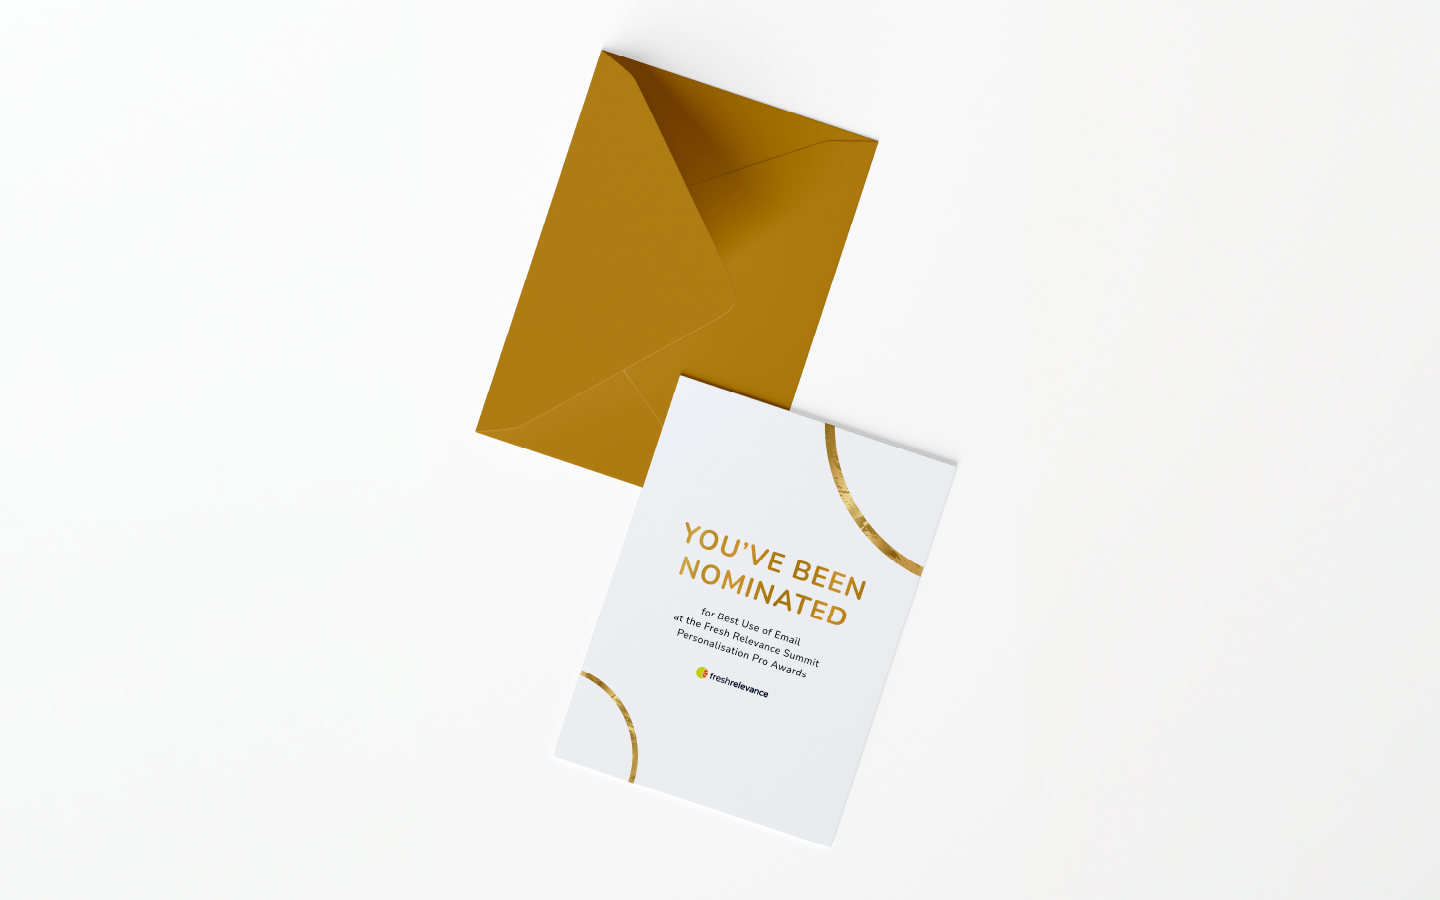 YOU’VE BEEN
NOMINATED
for Best Use of Email
at the Fresh Relevance Summit
Personalisation Pro Awards
freshrelevance